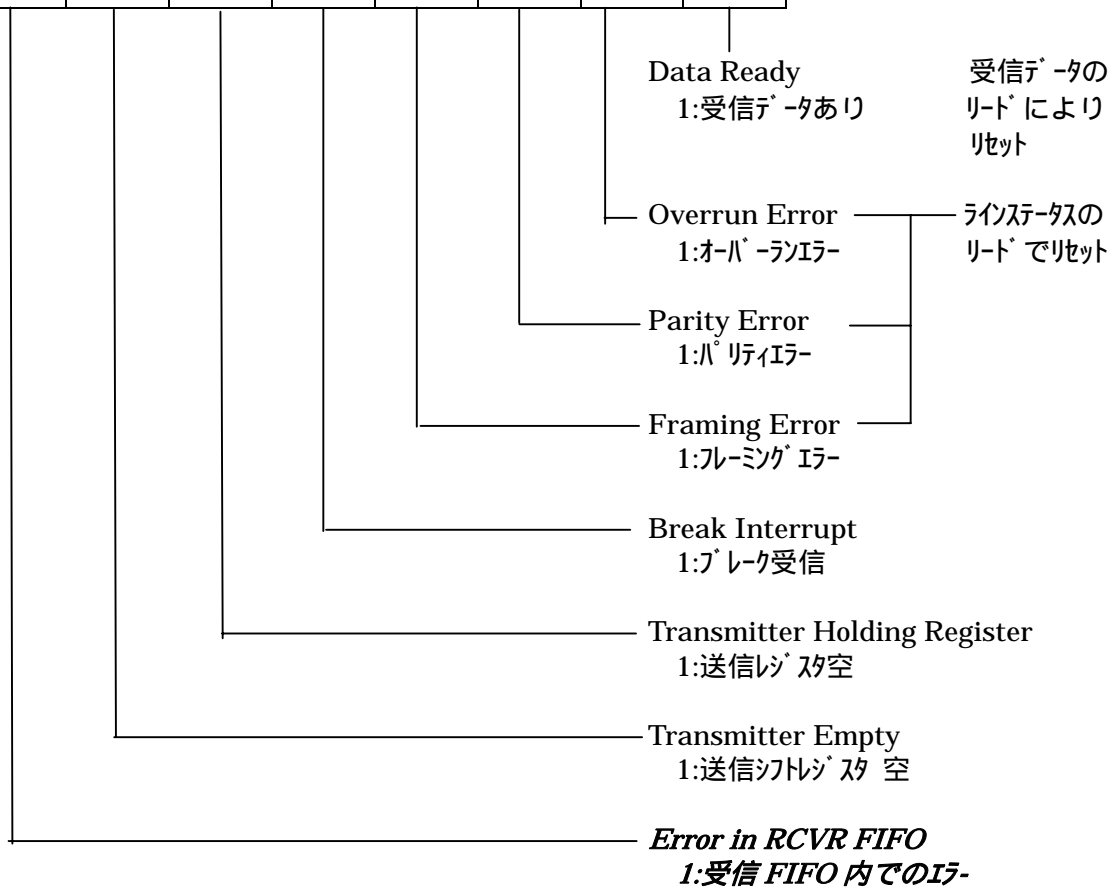 Data Ready
1:受信ﾃﾞｰﾀあり
受信ﾃﾞｰﾀの
ﾘｰﾄﾞにより
ﾘｾｯﾄ
Overrun Error
1:ｵｰﾊﾞｰﾗﾝｴﾗｰ
ﾗｲﾝｽﾃｰﾀｽの
ﾘｰﾄﾞでﾘｾｯﾄ
Parity Error
1:ﾊﾟﾘﾃｨｴﾗｰ
Framing Error
1:ﾌﾚｰﾐﾝｸﾞｴﾗｰ
Break Interrupt
1:ﾌﾞﾚｰｸ受信
Transmitter Holding Register
1:送信ﾚｼﾞｽﾀ空
Transmitter Empty
1:送信ｼﾌﾄﾚｼﾞｽﾀ 空
Error in RCVR FIFO
1:受信 FIFO 内でのｴﾗ-